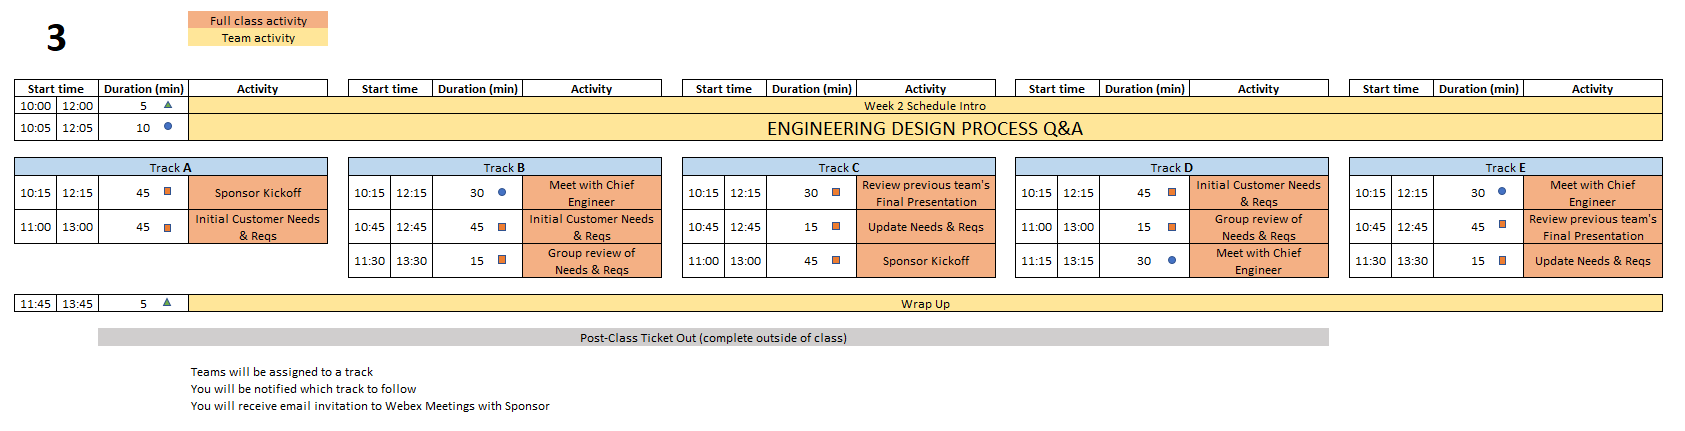 3
Full class activity
Team activity
Start time Duration (min) Activity Start time Duration (min) Activity Start time Duration (min) Activity Start time Duration (min) Activity Start time Duration (min) Activity
10:00 12:00 5 Week 2 Schedule Intro
10:05 12:05 10 ENGINEERING DESIGN PROCESS Q&A
Track A
10:15 12:15 45 Sponsor Kickoff
11:00 13:00 45 Initial Customer Needs
& Reqs
Track B
10:15 12:15 30 Meet with Chief
Engineer
10:45 12:45 45 Initial Customer Needs
& Reqs
11:30 13:30 15 Group review of
Needs & Reqs
Track C
10:15 12:15 30 Review previous team's
Final Presentation
10:45 12:45 15 Update Needs & Reqs
11:00 13:00 45 Sponsor Kickoff
Track D
10:15 12:15 45 Initial Customer Needs
& Reqs
11:00 13:00 15 Group review of
Needs & Reqs
11:15 13:15 30 Meet with Chief
Engineer
Track E
10:15 12:15 30 Meet with Chief
Engineer
10:45 12:45 45 Review previous team's
Final Presentation
11:30 13:30 15 Update Needs & Reqs
11:45 13:45 5 Wrap Up
Post-Class Ticket Out (complete outside of class)
Teams will be assigned to a track
You will be notified which track to follow
You will receive email invitation to Webex Meetings with Sponsor